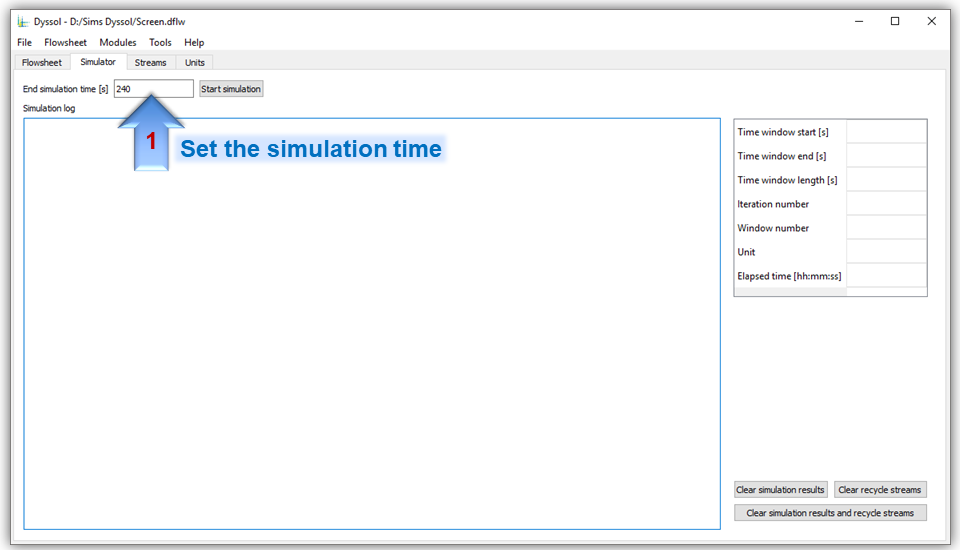 Dyssol - D:/Sims Dyssol/Screen.dflw
File Flowsheet Modules Tools Help
Flowsheet Simulator Streams Units
End simulation time [s] 240 Start simulation
Simulation log
1 Set the simulation time
Time window start [s]
Time window end [s]
Time window length [s]
Iteration number
Window number
Unit
Elapsed time [hh:mm:ss]
Clear simulation results Clear recycle streams
Clear simulation results and recycle streams